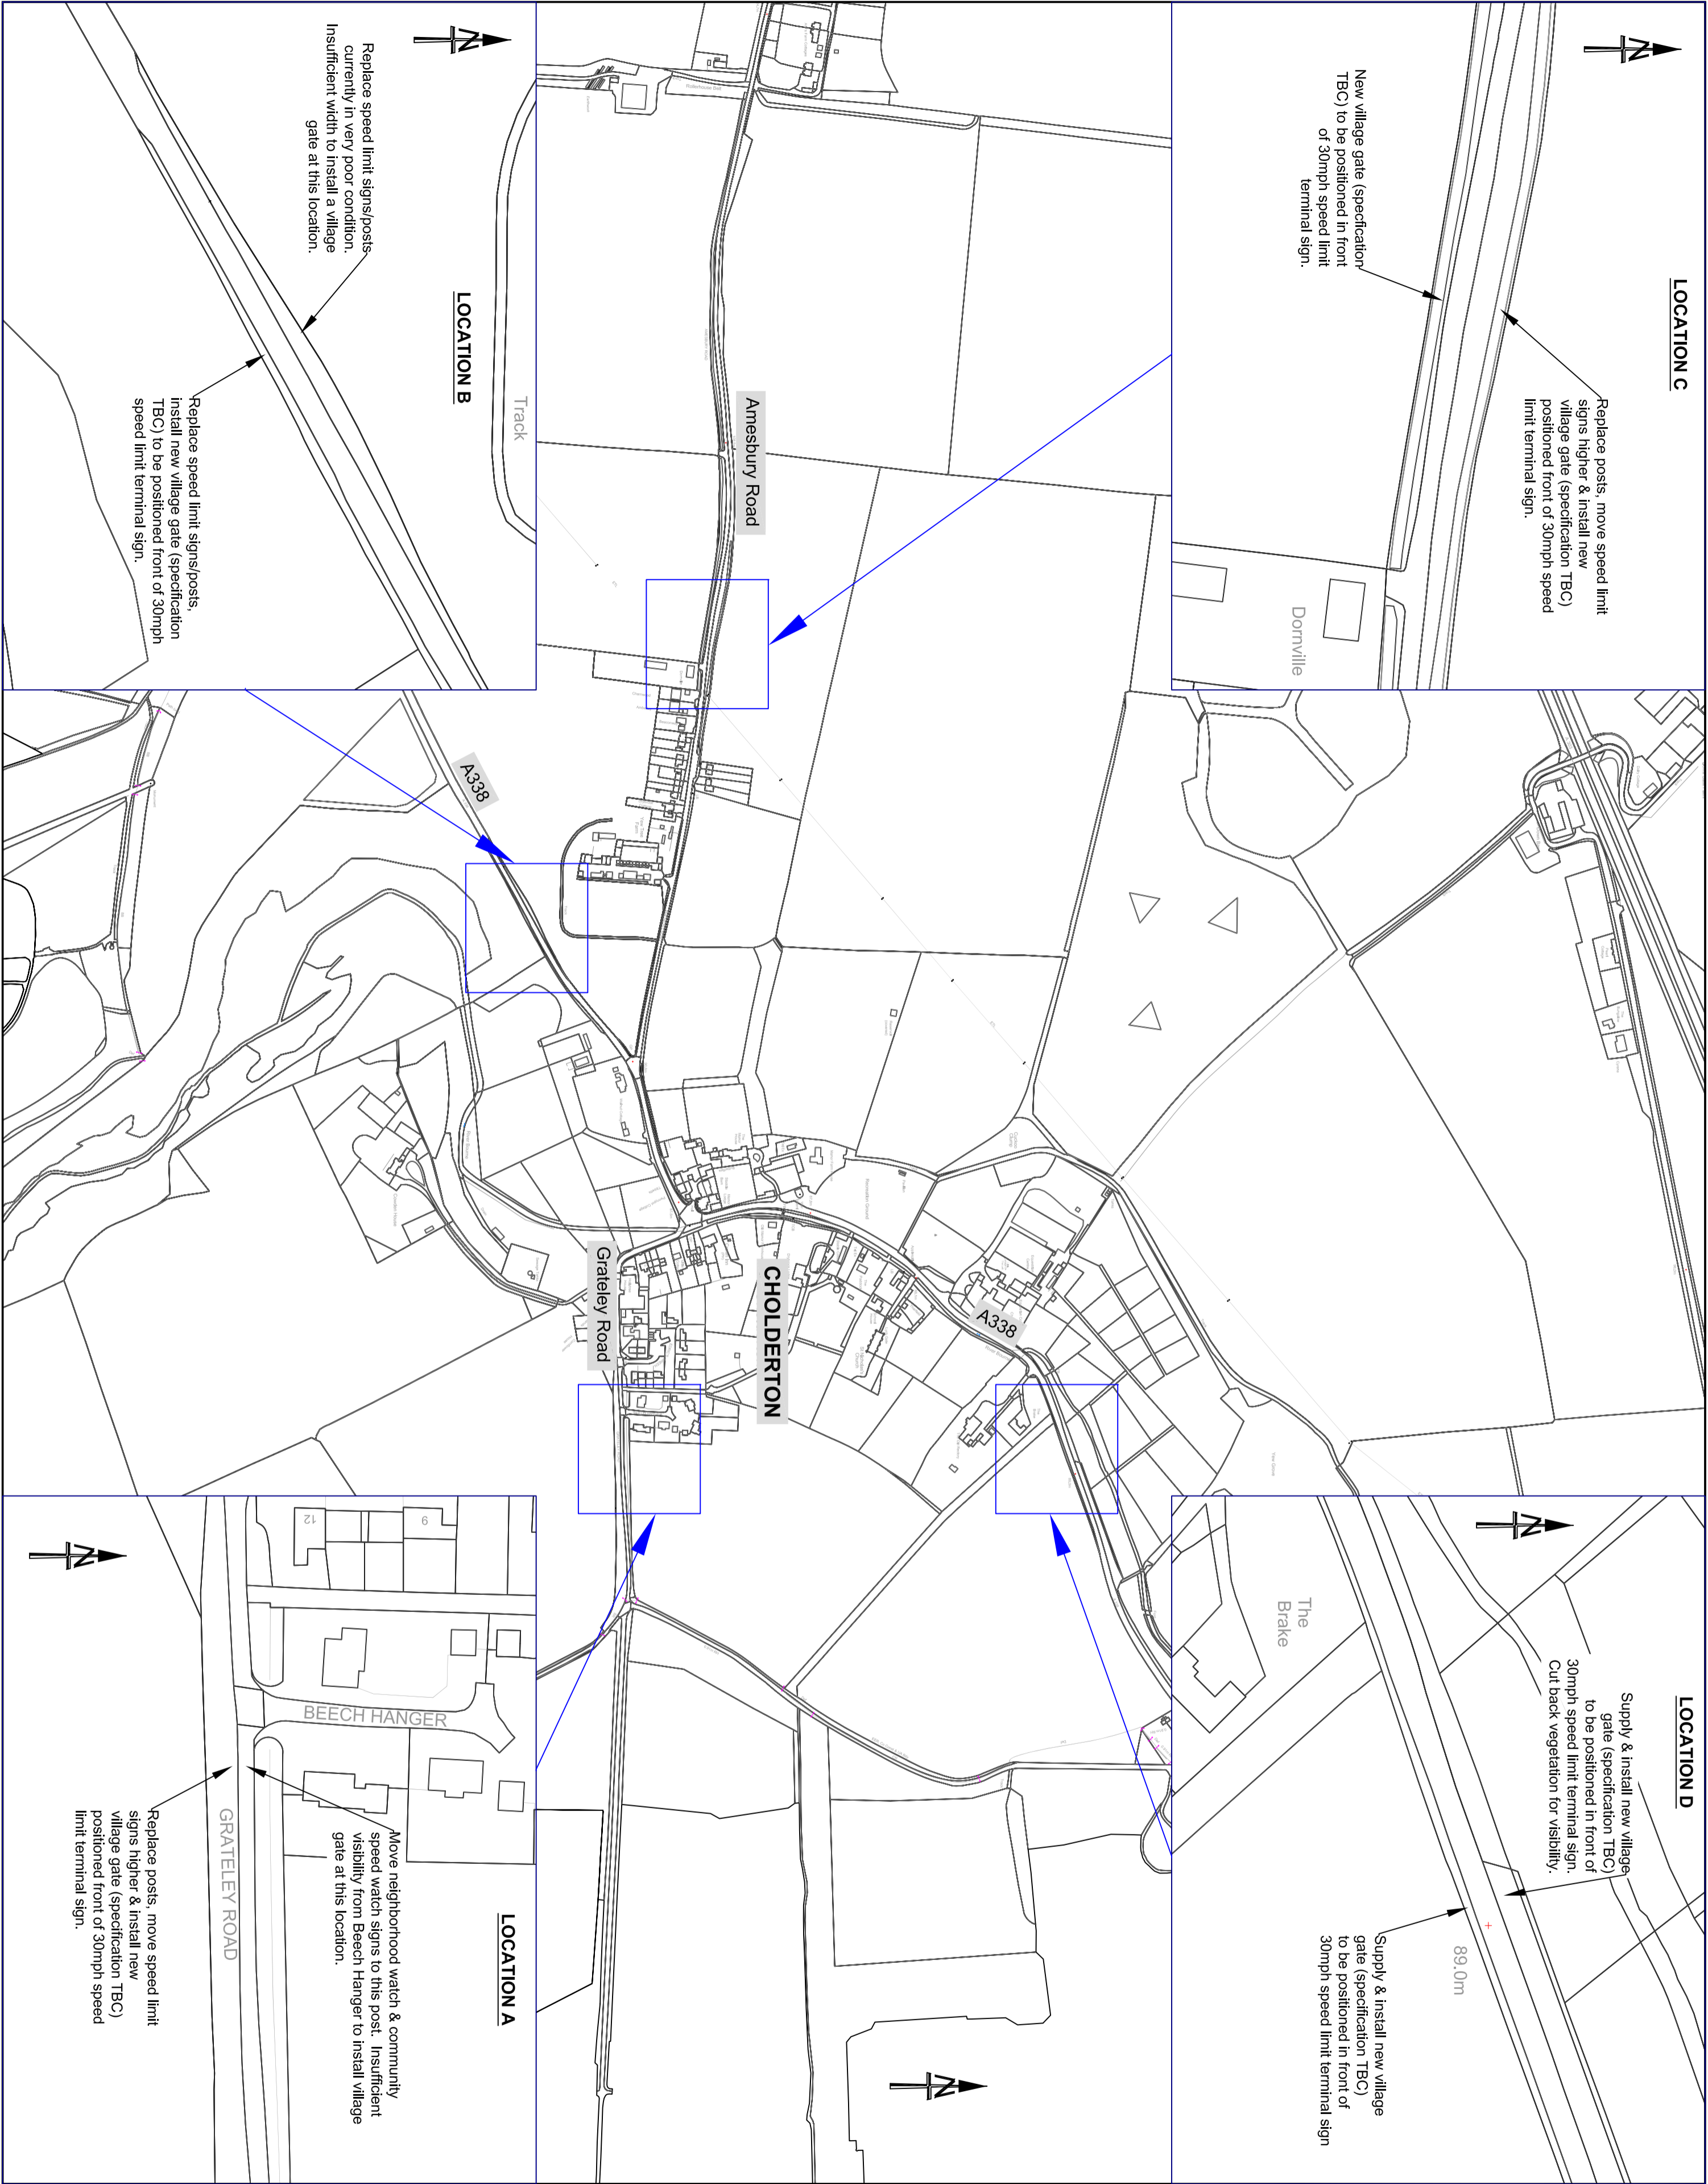 LOCATION C
Replace posts, move speed limit
signs higher & install new
village gate (specification TBC)
positioned front of 30mph speed
limit terminal sign.
New village gate (specfication
TBC) to be positioned in front
of 30mph speed limit
terminal sign.
Dornville
N
LOCATION D
Supply & install new village
gate (specification TBC)
to be positioned in front of
30mph speed limit terminal sign.
Cut back vegetation for visibility.
Supply & install new village
gate (specification TBC)
to be positioned in front of
30mph speed limit terminal sign
The
Brake
89.0m
N
Amesbury Road
A338
CHOLDERTON
A338
Grateley Road
N
LOCATION B
Replace speed limit signs/posts
currently in very poor condition.
Insufficient width to install a village
gate at this location.
Replace speed limit signs/posts,
install new village gate (specification
TBC) to be positioned front of 30mph
speed limit terminal sign.
Track
N
LOCATION A
Move neighborhood watch & community
speed watch signs to this post. Insufficient
visibility from Beech Hanger to install village
gate at this location.
Replace posts, move speed limit
signs higher & install new
village gate (specification TBC)
positioned front of 30mph speed
limit terminal sign.
9
12
BEECH HANGER
GRATELEY ROAD
N